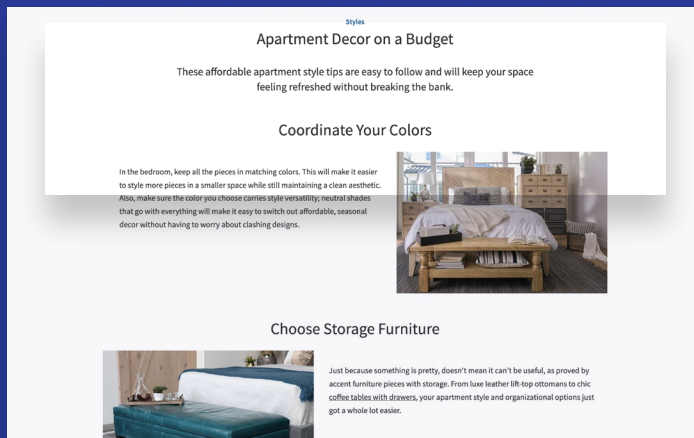 Styles
Apartment Decor on a Budget
These affordable apartment style tips are easy to follow and will keep your space
feeling refreshed without breaking the bank.
Coordinate Your Colors
In the bedroom, keep all the pieces in matching colors. This will make it easier
to style more pieces in a smaller space while still maintaining a clean aesthetic.
Also, make sure the color you choose carries style versatility; neutral shades
that go with everything will make it easy to switch out affordable, seasonal
decor without having to worry about clashing designs.
Choose Storage Furniture
Just because something is pretty, doesn't mean it can't be useful, as proved by
accent furniture pieces with storage. From luxe leather lift-top ottomans to chic
coffee tables with drawers, your apartment style and organizational options just
got a whole lot easier.